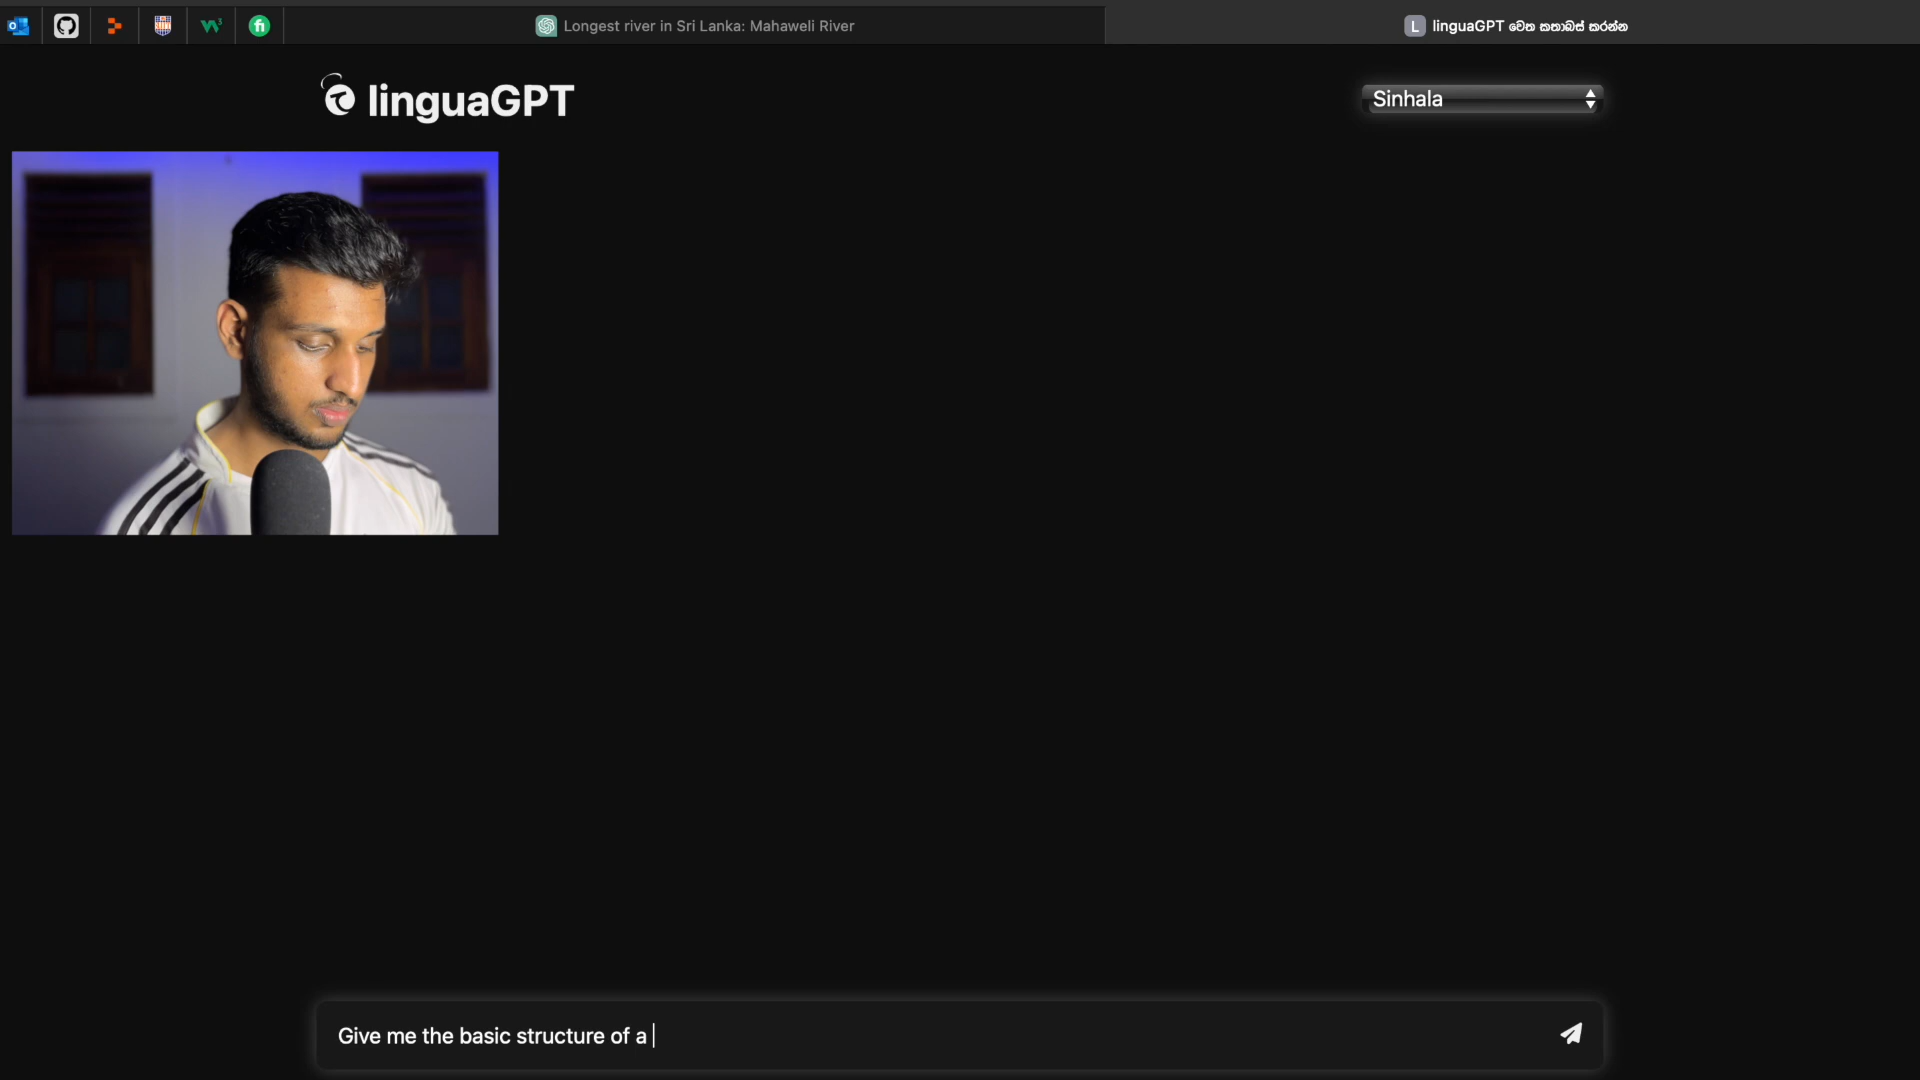 Longest river in Sri Lanka: Mahaweli River
L linguaGPT වෙත කතාබස් කරන්න
linguaGPT
Sinhala
Give me the basic structure of a